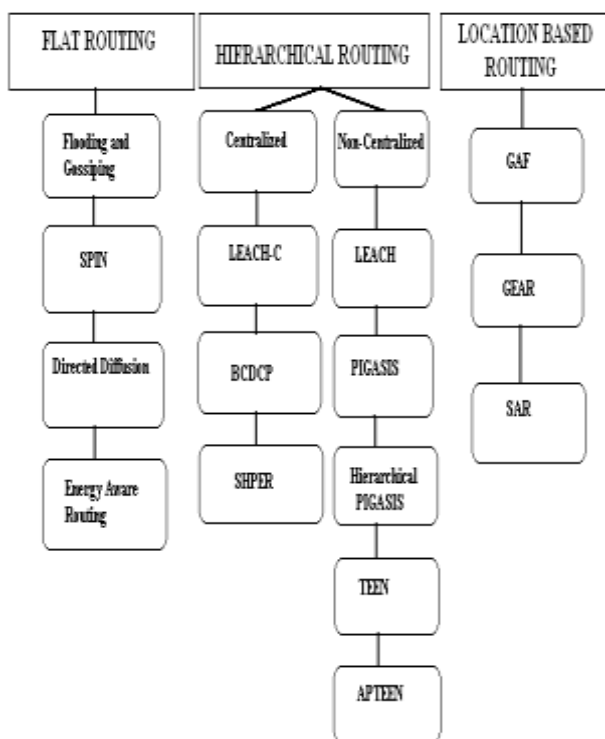 FLAT ROUTING
Flooding and
Gossiping
SPIN
Directed Diffusion
Energy Aware
Routing
HIERARCHICAL ROUTING
Centralized
LEACH-C
BCDCP
SHPER
Non-Centralized
LEACH
PIGASIS
Hierarchical
PIGASIS
TEEN
APTEEN
LOCATION BASED
ROUTING
GAF
GEAR
SAR